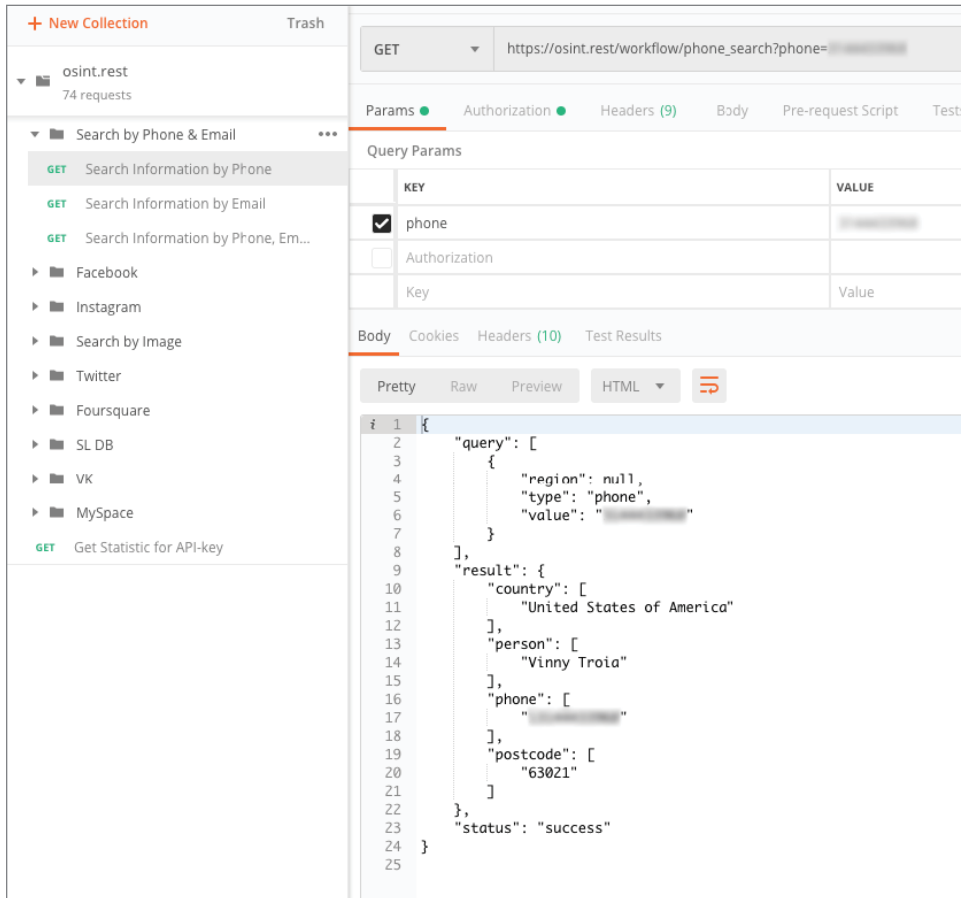 + New Collection
Trash
osint.rest
74 requests
Search by Phone & Email
GET Search Information by Phone
GET Search Information by Email
GET Search Information by Phone, Em...
Facebook
Instagram
Search by Image
Twitter
Foursquare
SL DB
VK
MySpace
GET Get Statistic for API-key
GET
https://osint.rest/workflow/phone_search?phone=
Params
Authorization
Headers (9)
Body
Pre-request Script
Tests
Query Params
KEY
VALUE
phone
Authorization
Key
Value
Body
Cookies
Headers (10)
Test Results
Pretty
Raw
Preview
HTML
i 1 {
2 "query": [
3 {
4 "region": null,
5 "type": "phone",
6 "value": " "
7 }
8 ],
9 "result": {
10 "country": [
11 "United States of America"
12 ],
13 "person": [
14 "Vinny Troia"
15 ],
16 "phone": [
17 " "
18 ],
19 "postcode": [
20 "63021"
21 ]
22 },
23 "status": "success"
24 }
25